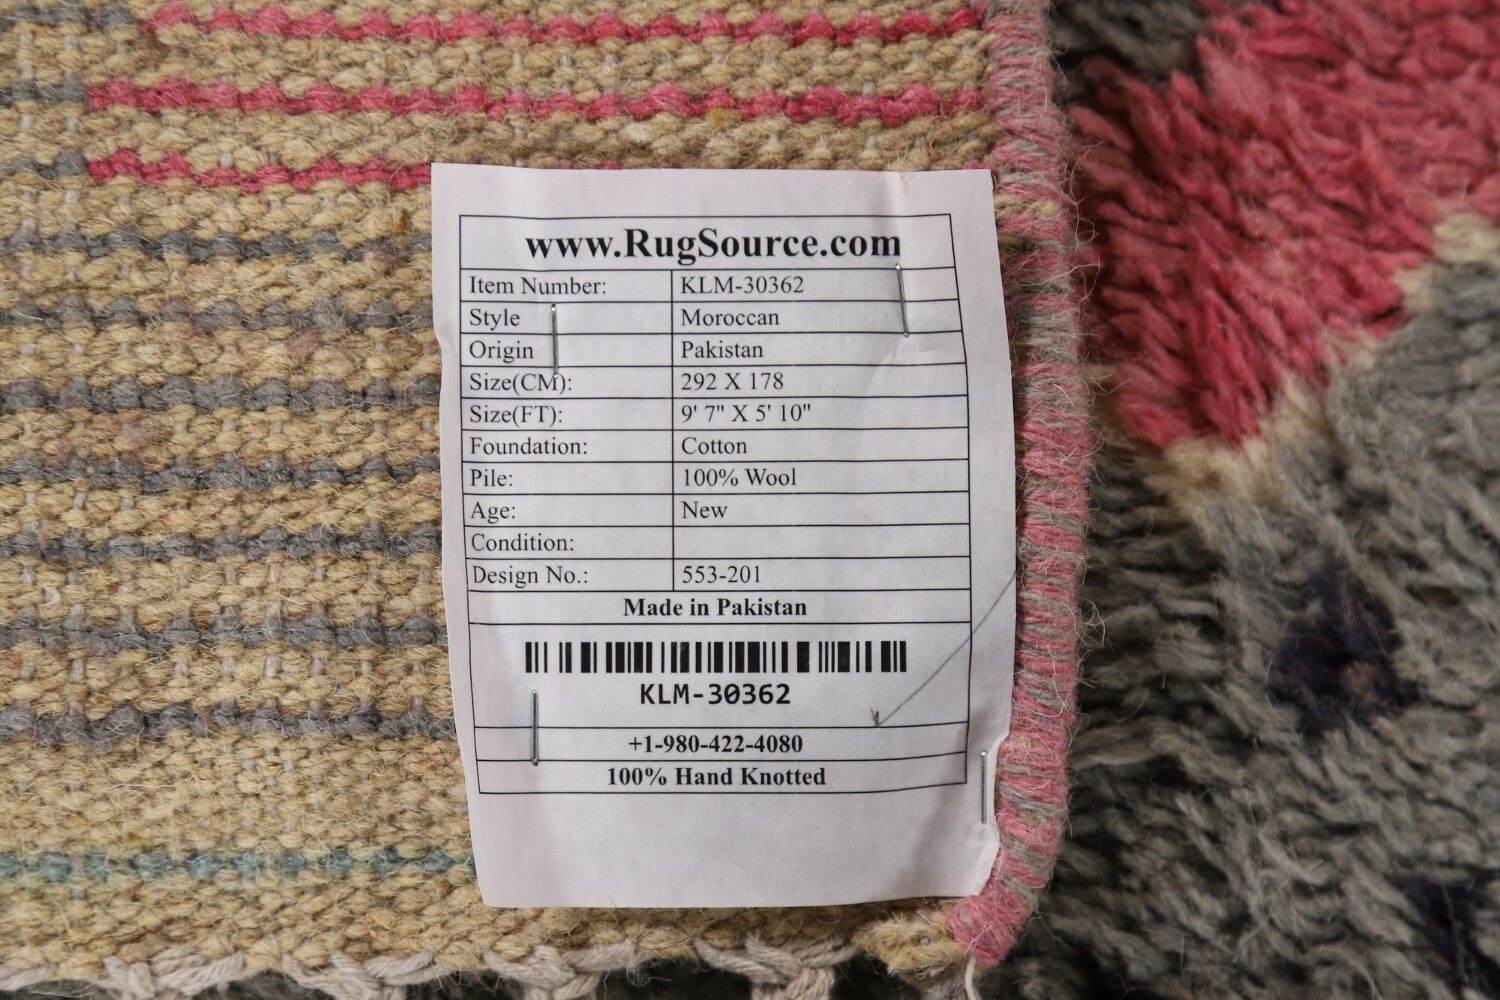 www.RugSource.com
Item Number: KLM-30362
Style Moroccan
Origin Pakistan
Size(CM): 292 X 178
Size(FT): 9' 7" X 5' 10"
Foundation: Cotton
Pile: 100% Wool
Age: New
Condition:
Design No.: 553-201
Made in Pakistan
KLM-30362
+1-980-422-4080
100% Hand Knotted